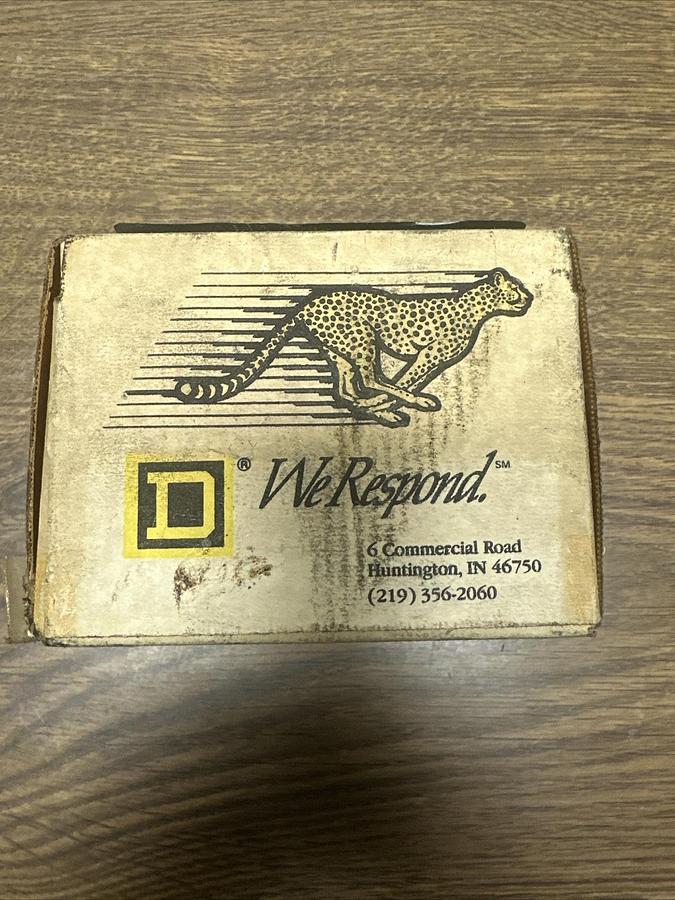 D® We Respond.℠
6 Commercial Road
Huntington, IN 46750
(219) 356-2060